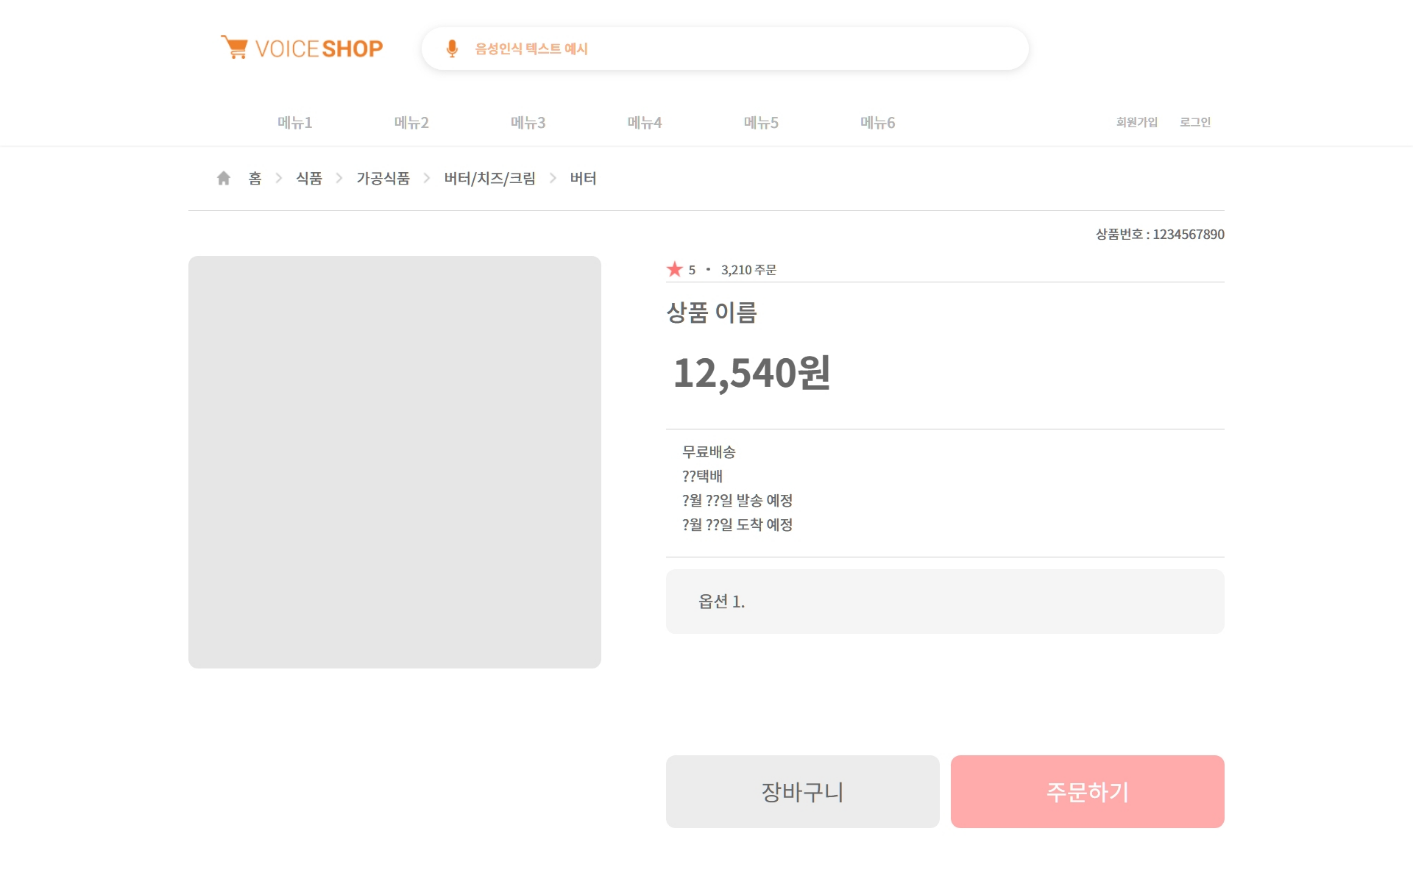 VOICE SHOP
음성인식 텍스트 예시
메뉴1 메뉴2 메뉴3 메뉴4 메뉴5 메뉴6 회원가입 로그인
홈 > 식품 > 가공식품 > 버터/치즈/크림 > 버터
상품번호 : 1234567890
5 • 3,210 주문
상품 이름
12,540원
무료배송
??택배
?월 ??일 발송 예정
?월 ??일 도착 예정
옵션 1.
장바구니 주문하기